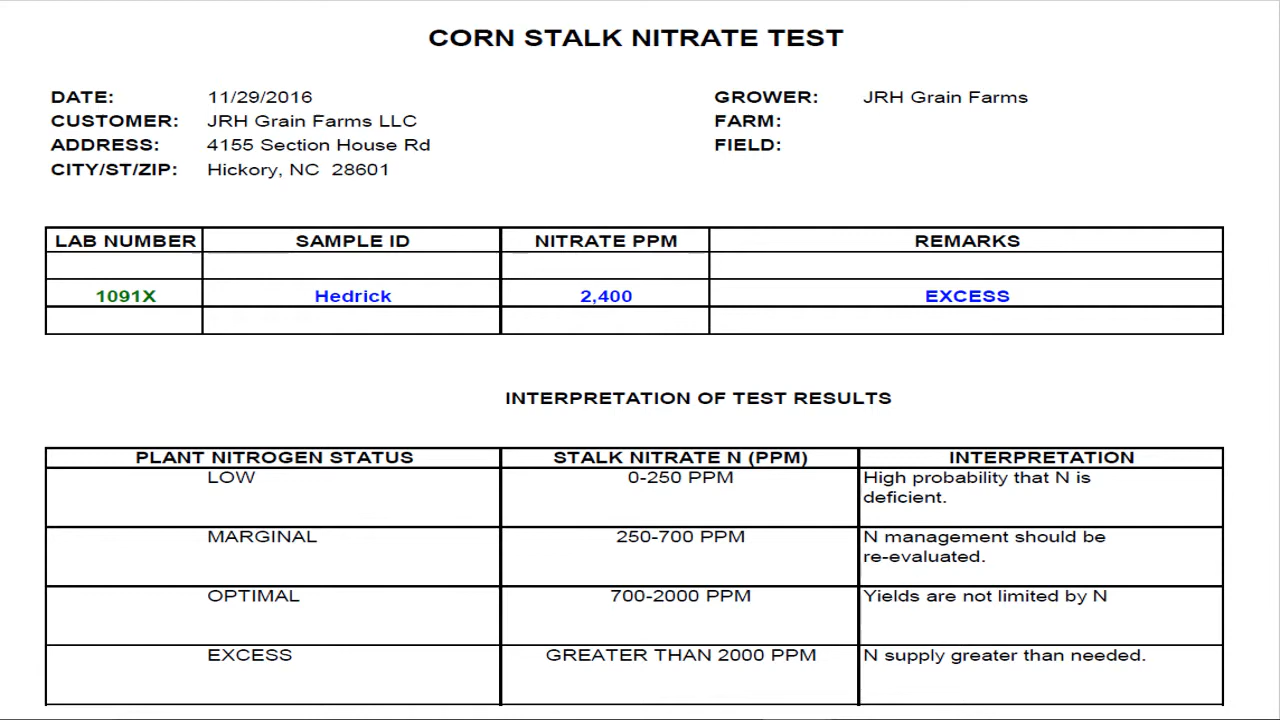 CORN STALK NITRATE TEST
DATE: 11/29/2016 GROWER: JRH Grain Farms
CUSTOMER: JRH Grain Farms LLC FARM:
ADDRESS: 4155 Section House Rd FIELD:
CITY/ST/ZIP: Hickory, NC 28601
LAB NUMBER SAMPLE ID NITRATE PPM REMARKS
1091X Hedrick 2,400 EXCESS
INTERPRETATION OF TEST RESULTS
PLANT NITROGEN STATUS STALK NITRATE N (PPM) INTERPRETATION
LOW 0-250 PPM High probability that N is
deficient.
MARGINAL 250-700 PPM N management should be
re-evaluated.
OPTIMAL 700-2000 PPM Yields are not limited by N
EXCESS GREATER THAN 2000 PPM N supply greater than needed.